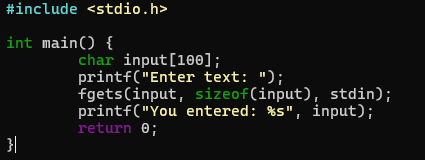 #include <stdio.h>

int main() {
        char input[100];
        printf("Enter text: ");
        fgets(input, sizeof(input), stdin);
        printf("You entered: %s", input);
        return 0;
}